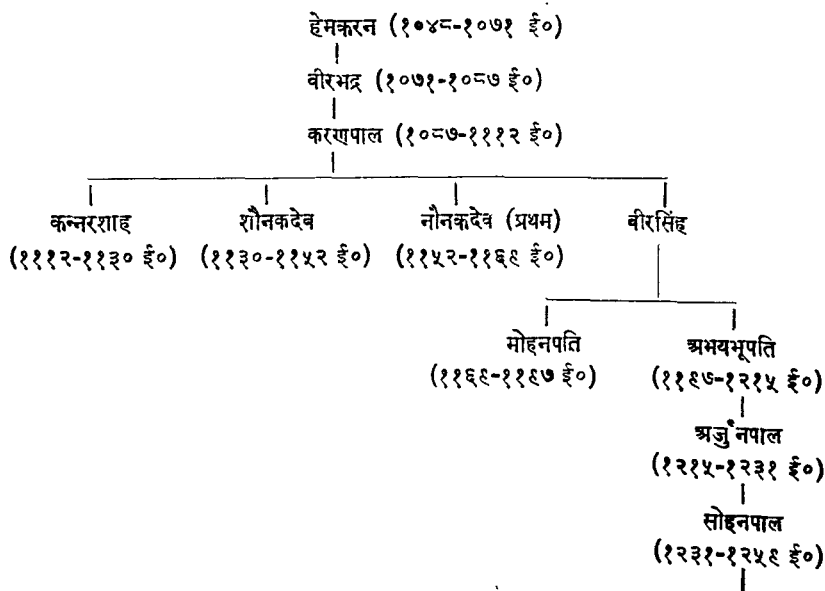 हेमकरन (१०४८-१०७१ ई०)
वीरभद्र (१०७१-१०८७ ई०)
करणपाल (१०८७-१११२ ई०)
कन्नरशाह शौनकदेव नौनकदेव (प्रथम) वीरसिंह
(१११२-११३० ई०) (११३०-११५२ ई०) (११५२-११६९ ई०)
मोहनपति अभयभूपति
(११६९-११९७ ई०) (११९७-१२१५ ई०)
अर्जुनपाल
(१२१५-१२३१ ई०)
सोहनपाल
(१२३१-१२५९ ई०)